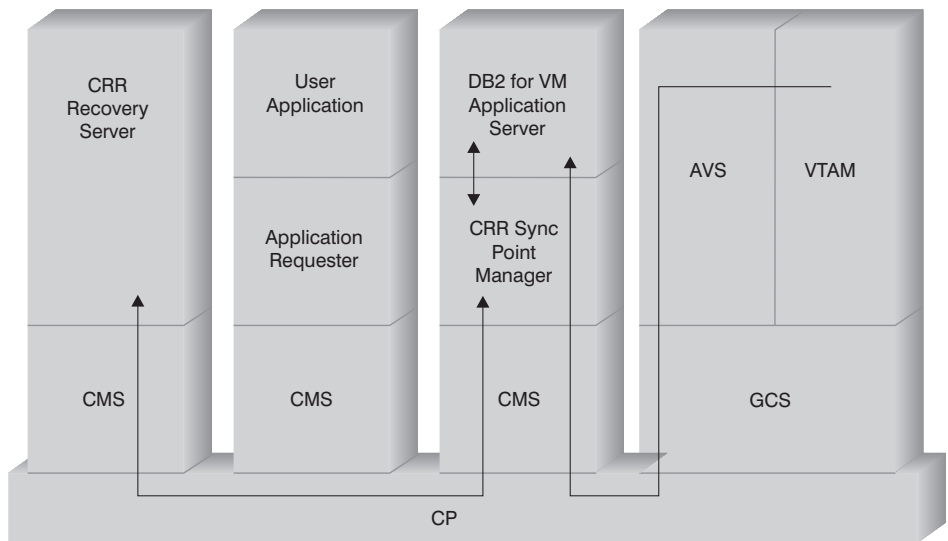 CRR
Recovery
Server
User
Application
DB2 for VM
Application
Server
AVS
VTAM
Application
Requester
CRR Sync
Point
Manager
CMS
CMS
CMS
GCS
CP